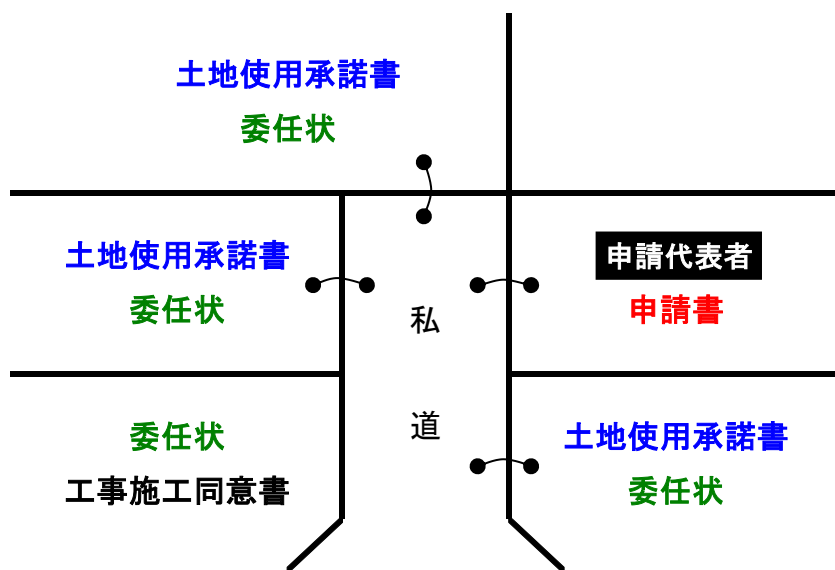 土地使用承諾書
委任状
土地使用承諾書
委任状
申請代表者
申請書
私
道
委任状
工事施工同意書
土地使用承諾書
委任状